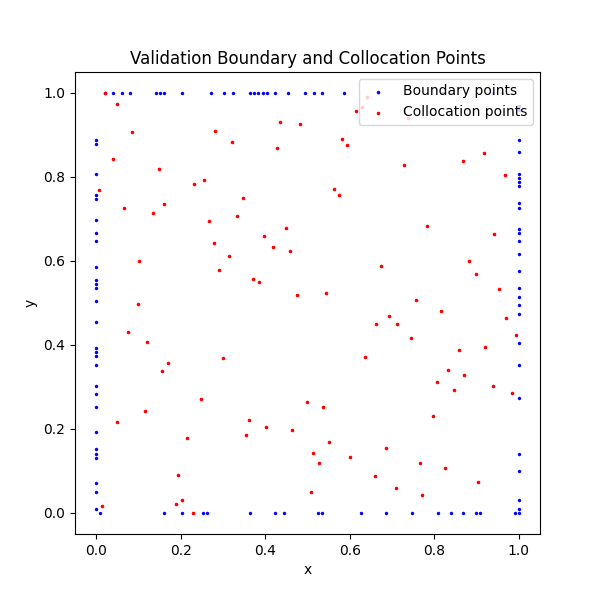 Validation Boundary and Collocation Points
Boundary points
Collocation points
1.0
0.8
0.6
0.4
0.2
0.0
y
0.0 0.2 0.4 0.6 0.8 1.0
x